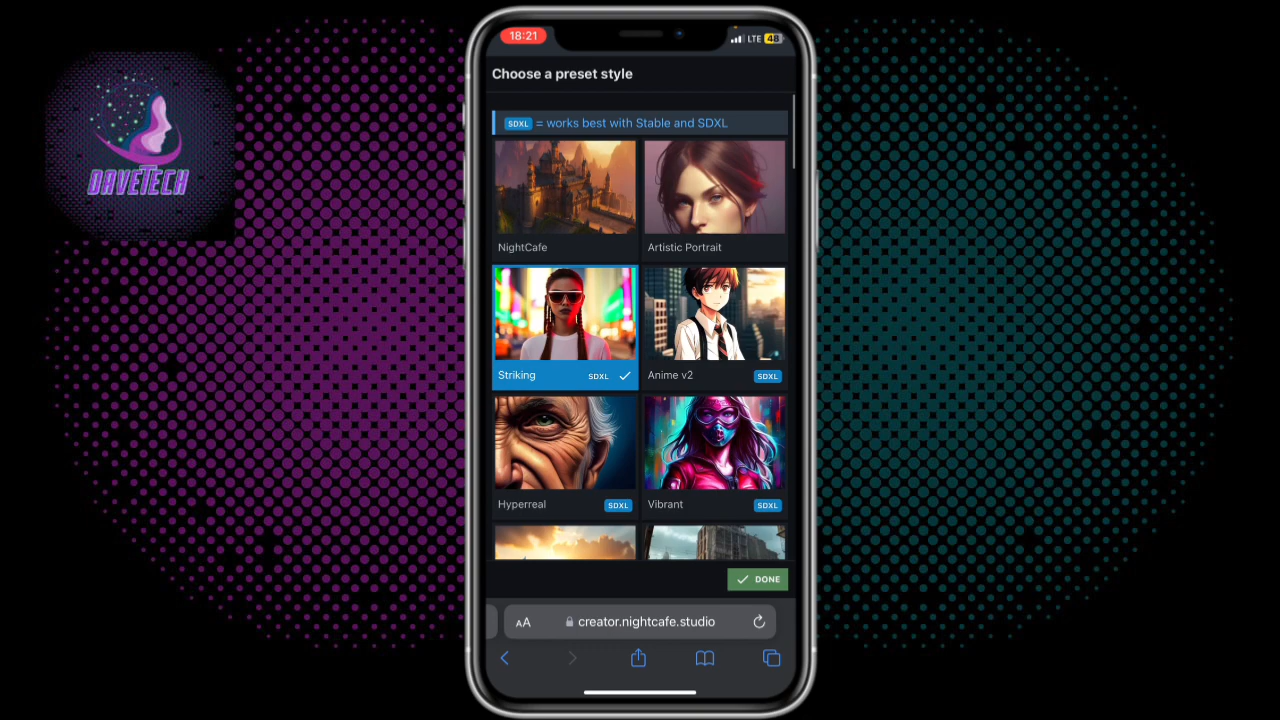 DAVETECH
18:21
LTE 48
Choose a preset style
SDXL = works best with Stable and SDXL
NightCafe
Artistic Portrait
Striking SDXL
Anime v2 SDXL
Hyperreal SDXL
Vibrant SDXL
DONE
AA creator.nightcafe.studio